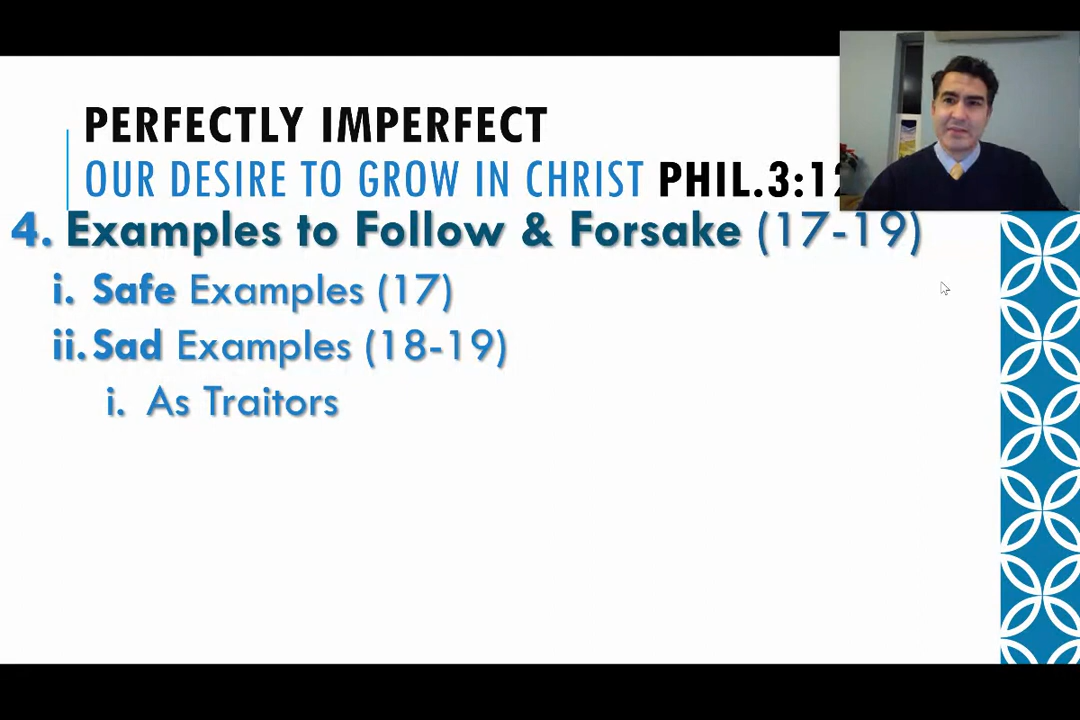 PERFECTLY IMPERFECT
OUR DESIRE TO GROW IN CHRIST PHIL.3:12
4. Examples to Follow & Forsake (17-19)
i. Safe Examples (17)
ii. Sad Examples (18-19)
i. As Traitors